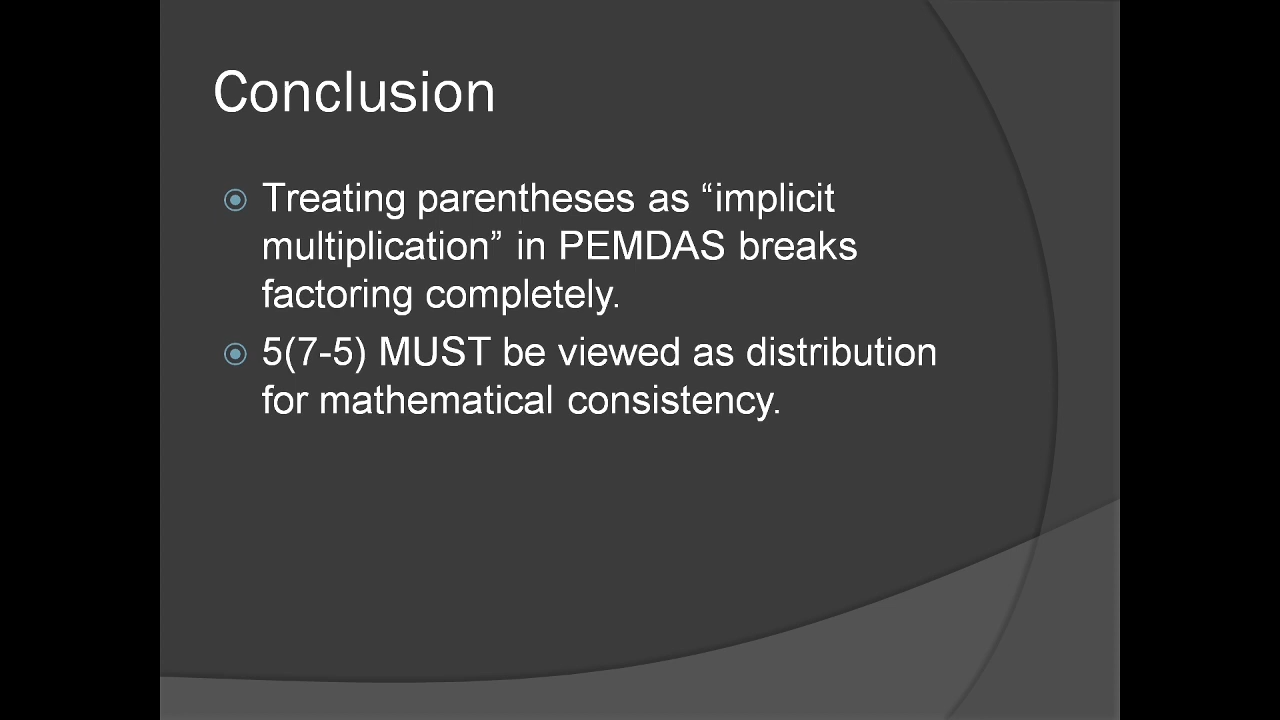 Conclusion
Treating parentheses as “implicit
multiplication” in PEMDAS breaks
factoring completely.
5(7-5) MUST be viewed as distribution
for mathematical consistency.